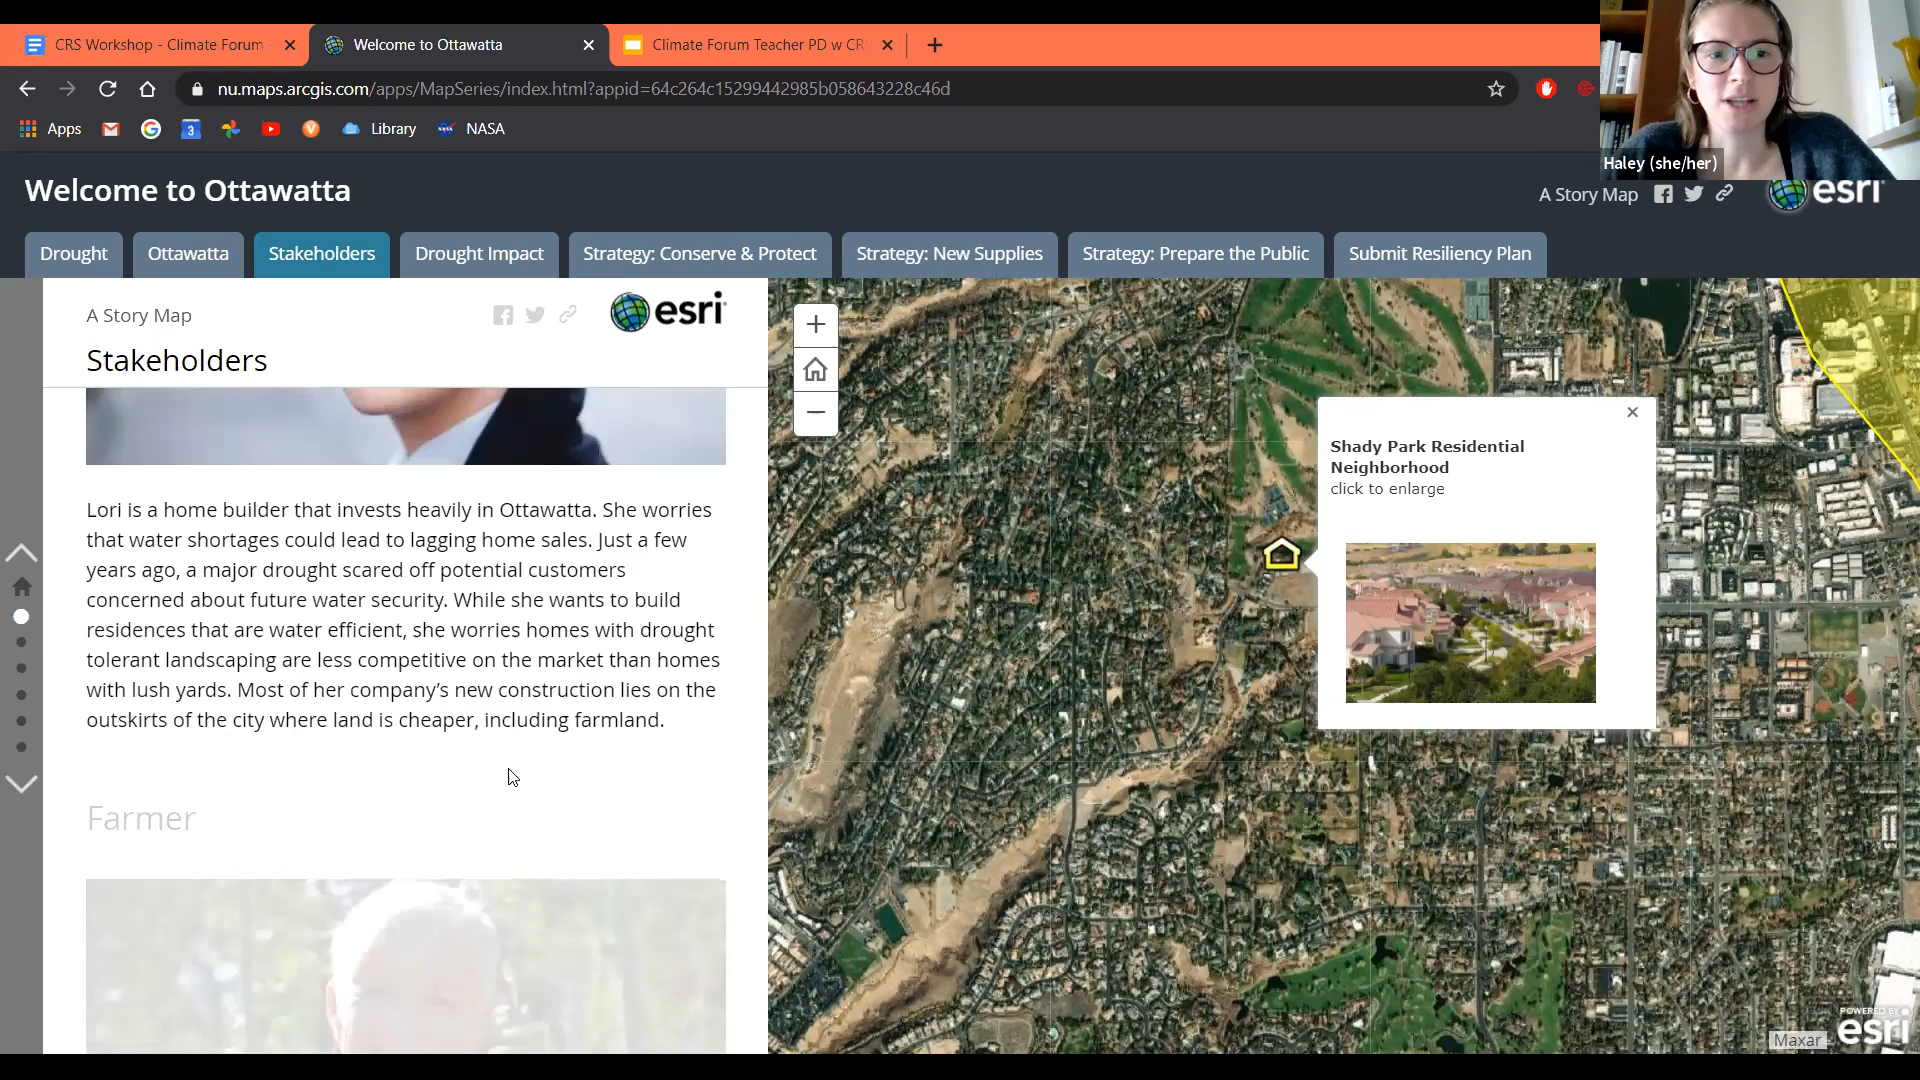 CRS Workshop - Climate Forum
Welcome to Ottawatta
Climate Forum Teacher PD w CR
nu.maps.arcgis.com/apps/MapSeries/index.html?appid=64c264c15299442985b058643228c46d
Apps
3
Library
NASA
NASA
Haley (she/her)
Welcome to Ottawatta
A Story Map
esri
Drought
Ottawatta
Stakeholders
Drought Impact
Strategy: Conserve & Protect
Strategy: New Supplies
Strategy: Prepare the Public
Submit Resiliency Plan
A Story Map
esri
Stakeholders
Lori is a home builder that invests heavily in Ottawatta. She worries
that water shortages could lead to lagging home sales. Just a few
years ago, a major drought scared off potential customers
concerned about future water security. While she wants to build
residences that are water efficient, she worries homes with drought
tolerant landscaping are less competitive on the market than homes
with lush yards. Most of her company's new construction lies on the
outskirts of the city where land is cheaper, including farmland.
Farmer
Shady Park Residential
Neighborhood
click to enlarge
POWERED BY
esri
Maxar